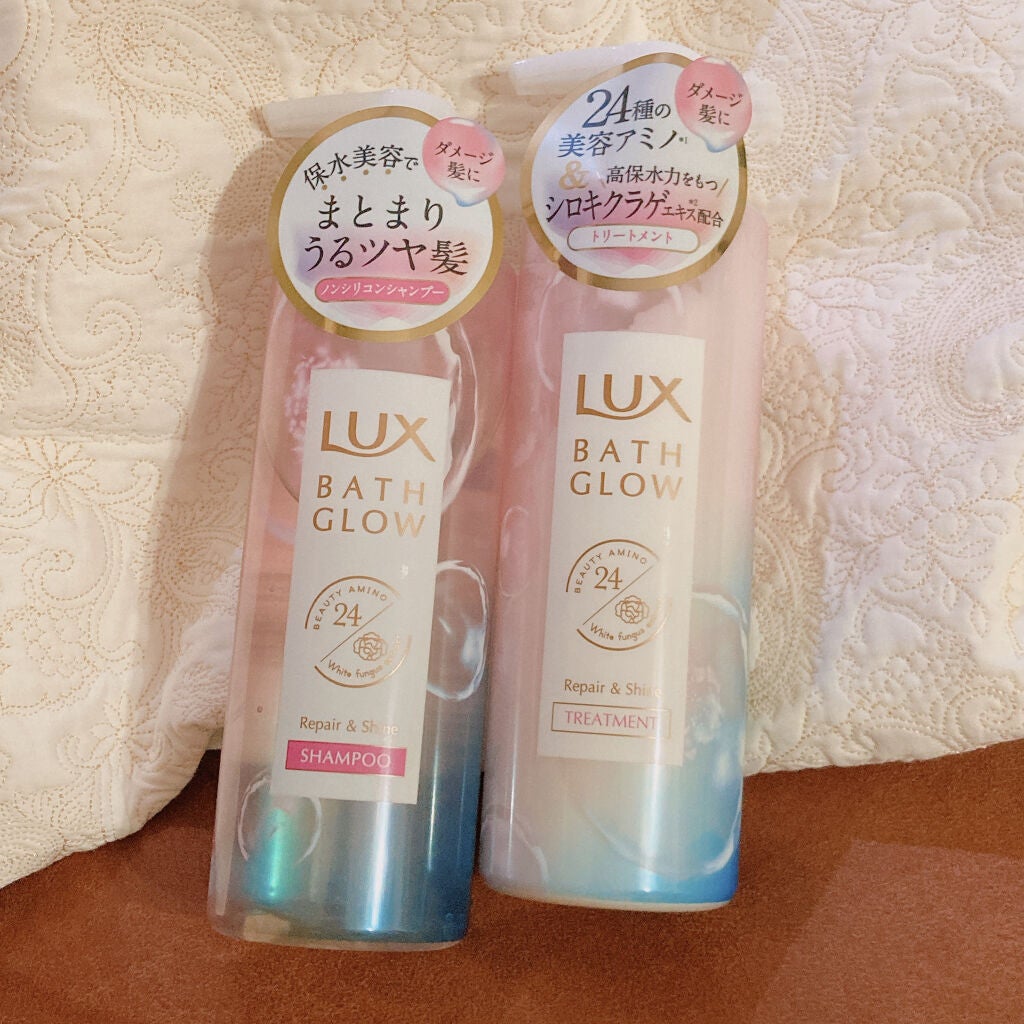 保水美容で
まとまり
うるツヤ髪
ノンシリコンシャンプー
ダメージ
髪に
LUX
BATH
GLOW
BEAUTY AMINO
24
White fungus
Repair & Shine
SHAMPOO
24種の
美容アミノ※1
&高保水力をもつ
シロキクラゲエキス配合※2
トリートメント
ダメージ
髪に
LUX
BATH
GLOW
BEAUTY AMINO
24
White fungus
Repair & Shine
TREATMENT